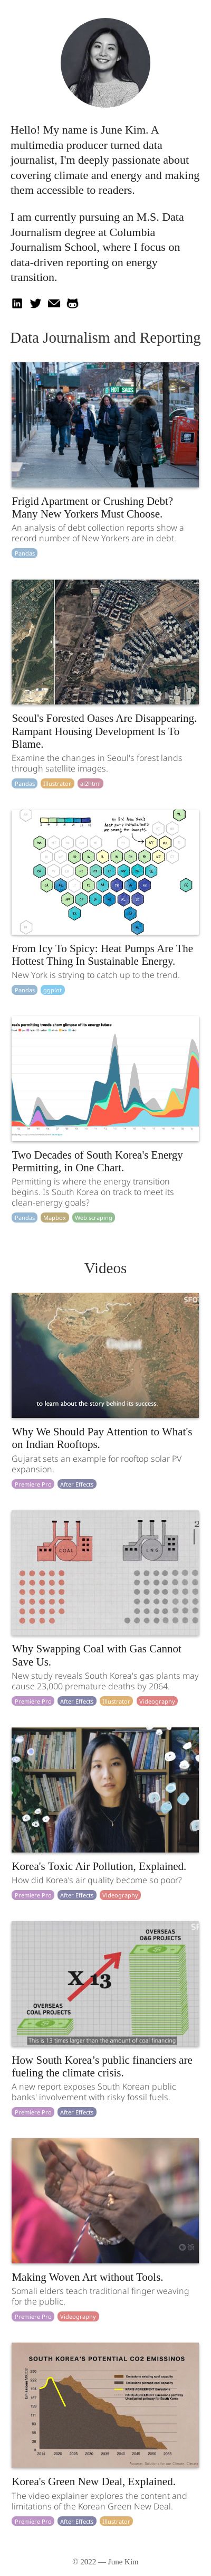 Hello! My name is June Kim. A
multimedia producer turned data
journalist, I'm deeply passionate about
covering climate and energy and making
them accessible to readers.
I am currently pursuing an M.S. Data
Journalism degree at Columbia
Journalism School, where I focus on
data-driven reporting on energy
transition.
Data Journalism and Reporting
Frigid Apartment or Crushing Debt?
Many New Yorkers Must Choose.
An analysis of debt collection reports show a
record number of New Yorkers are in debt.
Pandas
Seoul's Forested Oases Are Disappearing.
Rampant Housing Development Is To
Blame.
Examine the changes in Seoul's forest lands
through satellite images.
Pandas Illustrator ai2html
From Icy To Spicy: Heat Pumps Are The
Hottest Thing In Sustainable Energy.
New York is strying to catch up to the trend.
Pandas ggplot
Two Decades of South Korea's Energy
Permitting, in One Chart.
Permitting is where the energy transition
begins. Is South Korea on track to meet its
clean-energy goals?
Pandas Mapbox Web scraping
Videos
SFO
Gujarat
to learn about the story behind its success.
Why We Should Pay Attention to What's
on Indian Rooftops.
Gujarat sets an example for rooftop solar PV
expansion.
Premiere Pro After Effects
COAL LNG
Why Swapping Coal with Gas Cannot
Save Us.
New study reveals South Korea's gas plants may
cause 23,000 premature deaths by 2064.
Premiere Pro After Effects Illustrator Videography
Korea's Toxic Air Pollution, Explained.
How did Korea's air quality become so poor?
Premiere Pro After Effects Videography
OVERSEAS
O&G PROJECTS
X 13
OVERSEAS
COAL PROJECTS
This is 13 times larger than the amount of coal financing
How South Korea’s public financiers are
fueling the climate crisis.
A new report exposes South Korean public
banks' involvement with risky fossil fuels.
Premiere Pro After Effects
Making Woven Art without Tools.
Somali elders teach traditional finger weaving
for the public.
Premiere Pro Videography
SOUTH KOREA'S POTENTIAL CO2 EMISSINOS
Korea's Green New Deal, Explained.
The video explainer explores the content and
limitations of the Korean Green New Deal.
Premiere Pro After Effects Illustrator
© 2022 — June Kim